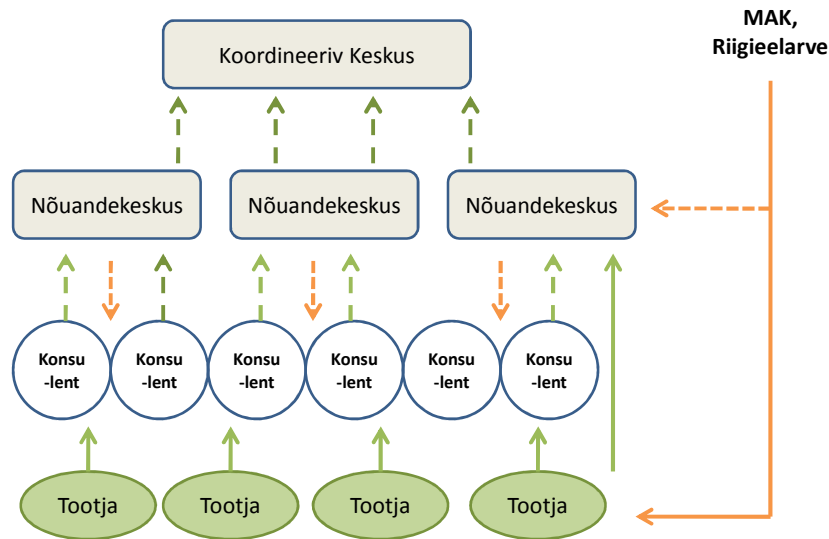 MAK,
Riigieelarve
Koordineeriv Keskus
Nõuandekeskus
Nõuandekeskus
Nõuandekeskus
Konsu
-lent
Konsu
-lent
Konsu
-lent
Konsu
-lent
Konsu
-lent
Konsu
-lent
Tootja
Tootja
Tootja
Tootja